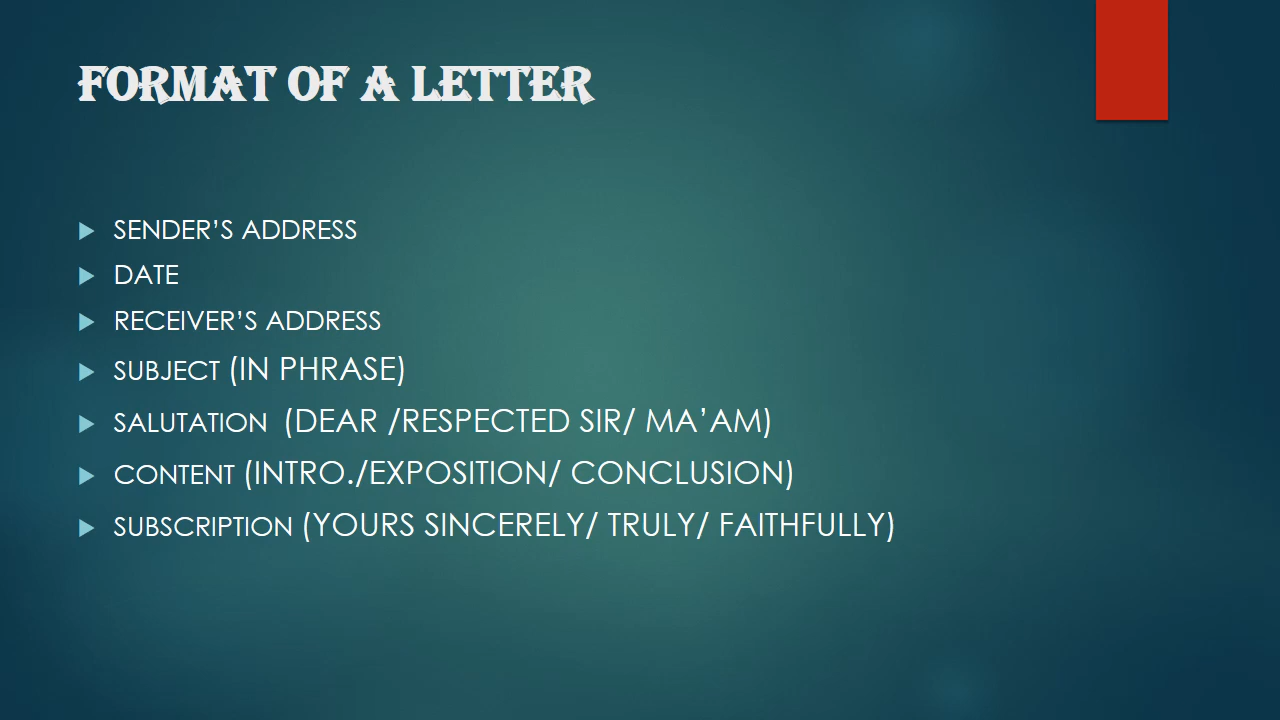 FORMAT OF A LETTER
SENDER’S ADDRESS
DATE
RECEIVER’S ADDRESS
SUBJECT (IN PHRASE)
SALUTATION  (DEAR /RESPECTED SIR/ MA’AM)
CONTENT (INTRO./EXPOSITION/ CONCLUSION)
SUBSCRIPTION (YOURS SINCERELY/ TRULY/ FAITHFULLY)